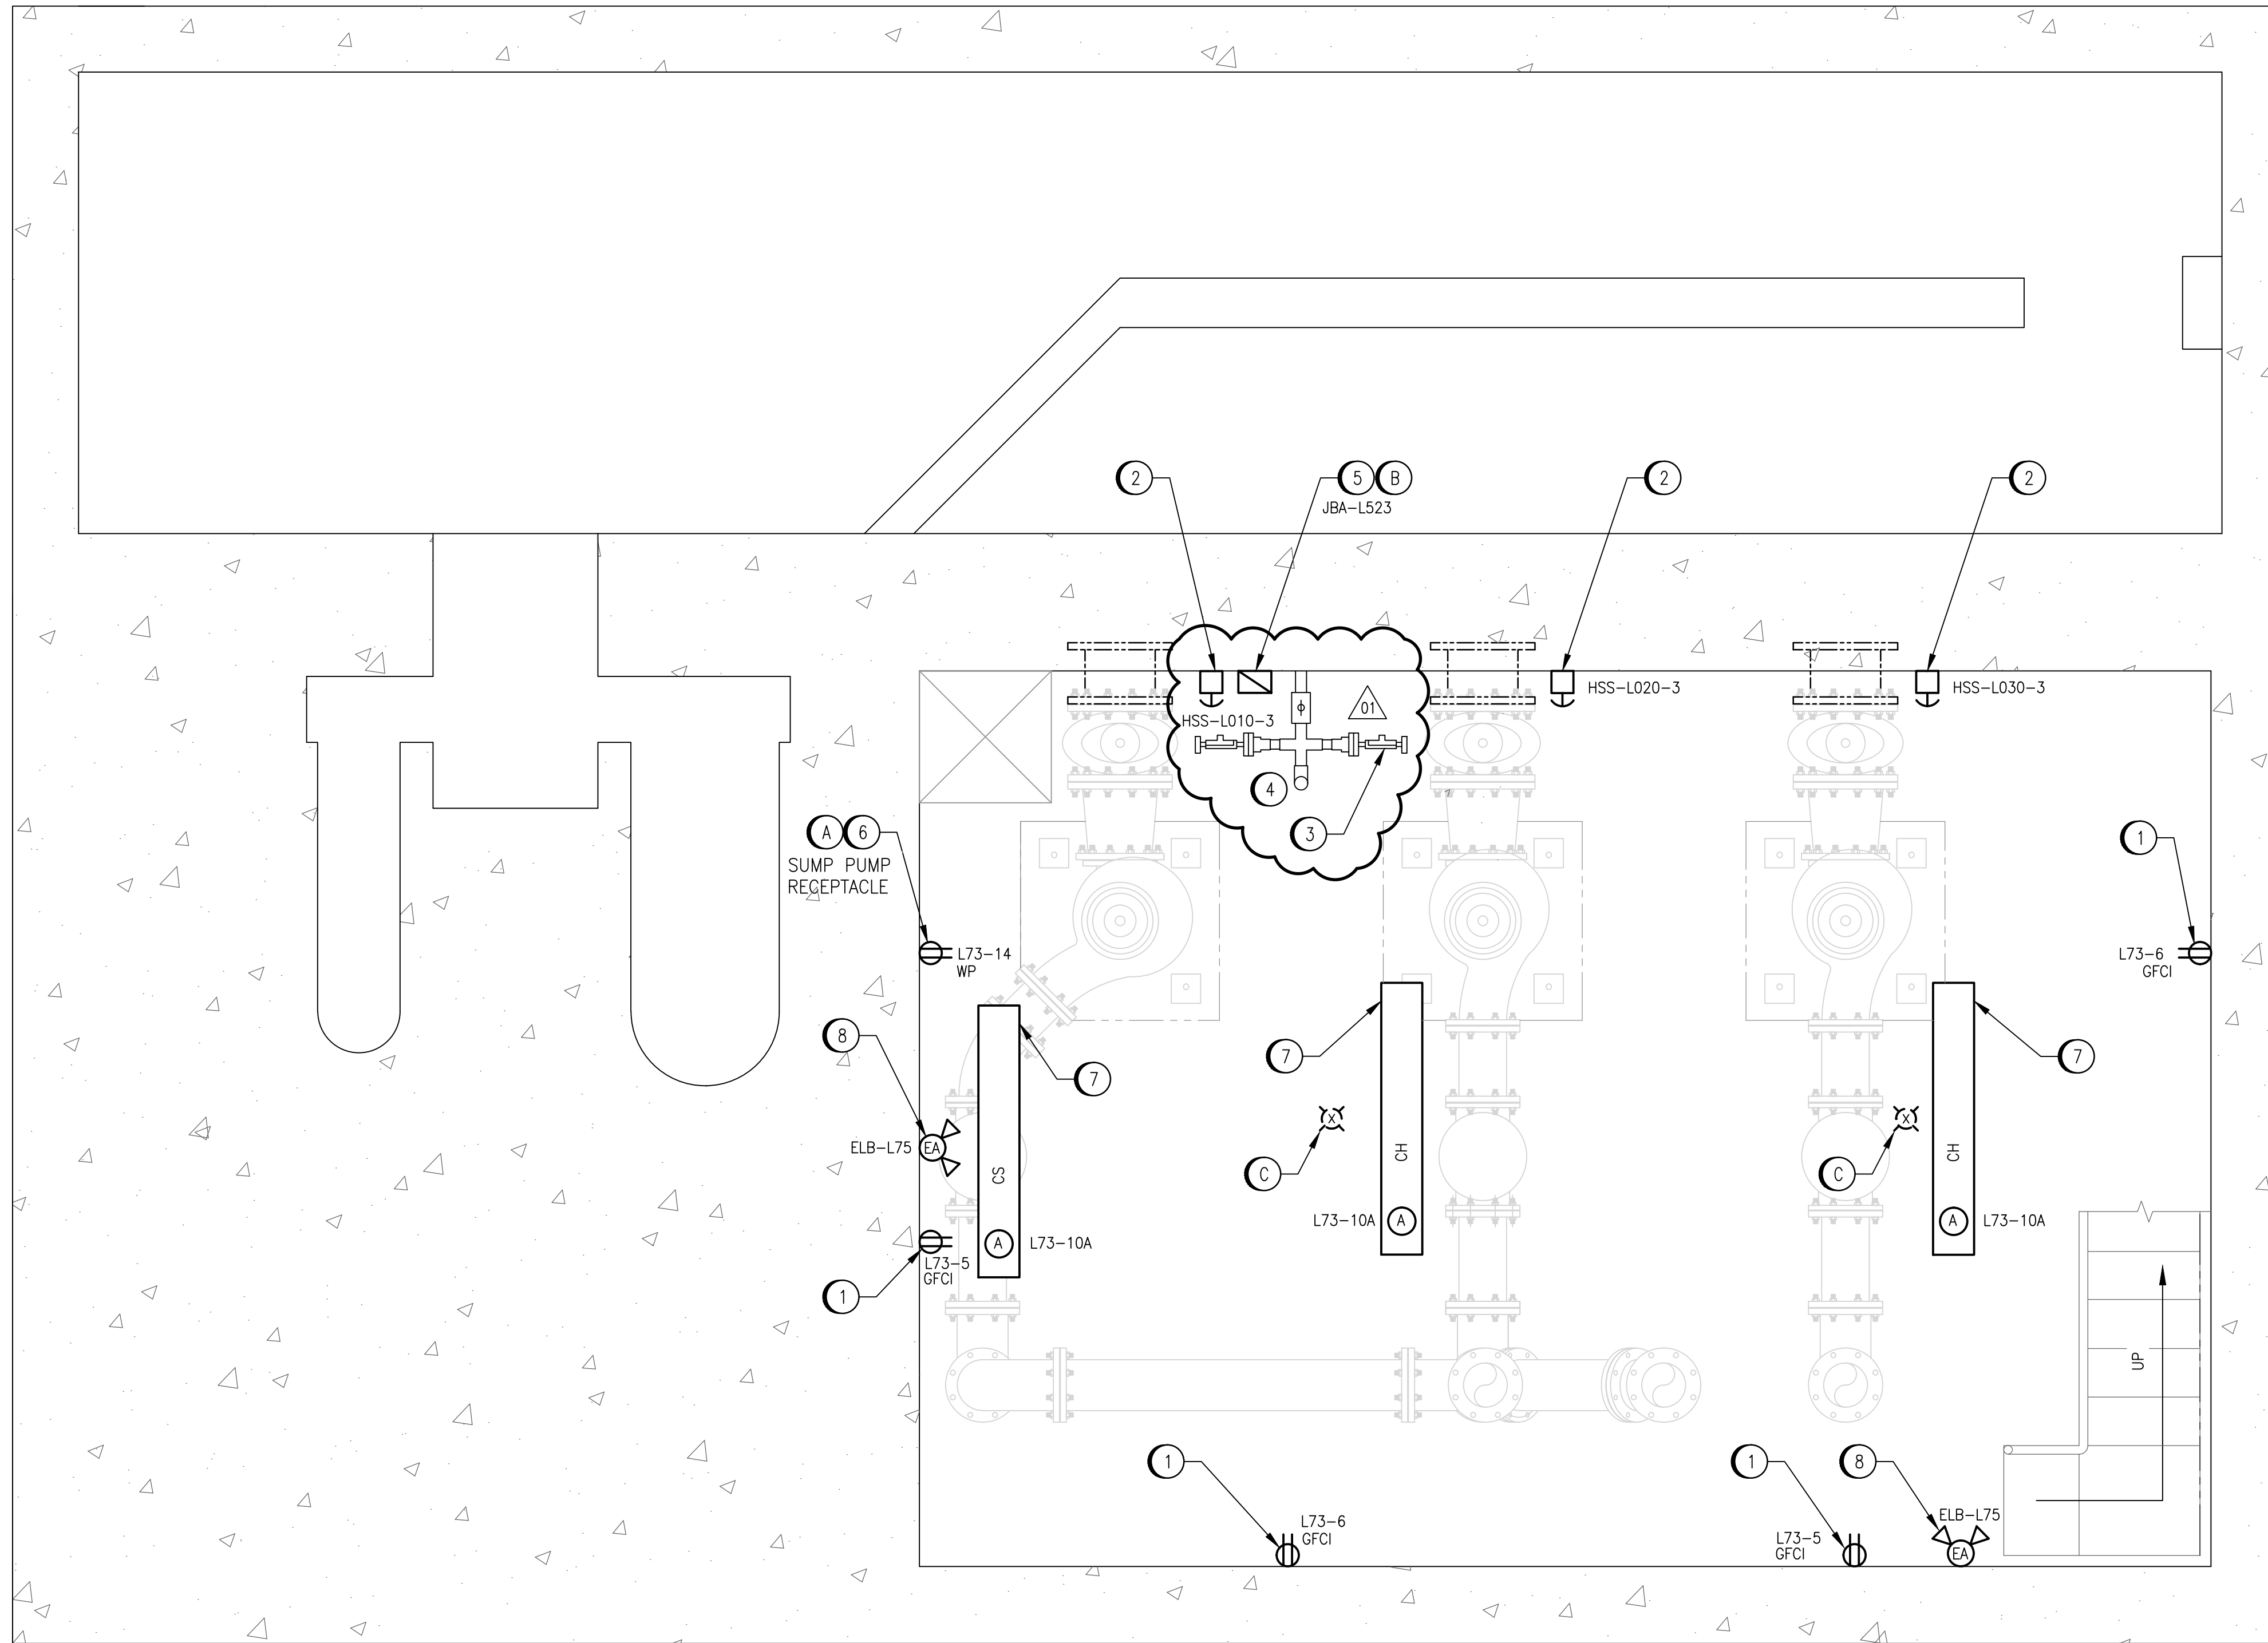 2
5
B
JBA-L523
2
2
HSS-L020-3
HSS-L030-3
01
HSS-L010-3
4
3
A
6
SUMP PUMP
RECEPTACLE
1
L73-14
WP
L73-6
GFCI
8
7
7
7
ELB-L75
EA
CS
A
L73-10A
X
C
CH
L73-10A
A
X
C
CH
A
L73-10A
L73-5
GFCI
1
UP
1
L73-6
GFCI
1
L73-5
GFCI
8
ELB-L75
EA